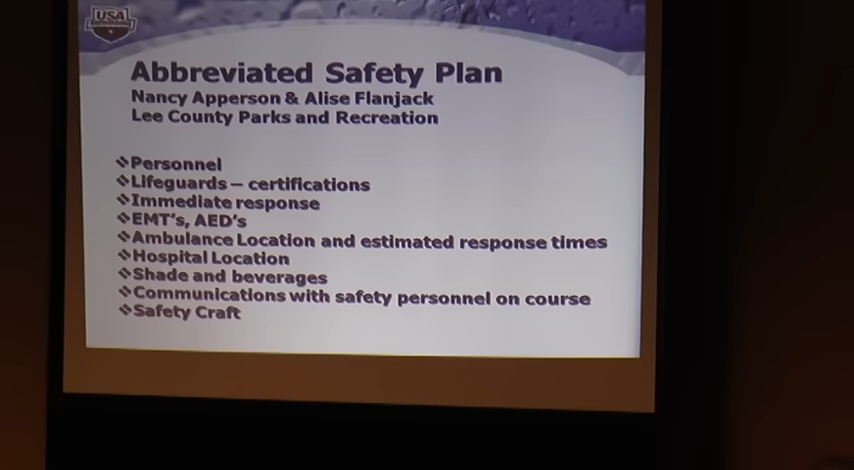 USA
Abbreviated Safety Plan
Nancy Apperson & Alise Flanjack
Lee County Parks and Recreation
❖Personnel
❖Lifeguards – certifications
❖Immediate response
❖EMT's, AED's
❖Ambulance Location and estimated response times
❖Hospital Location
❖Shade and beverages
❖Communications with safety personnel on course
❖Safety Craft